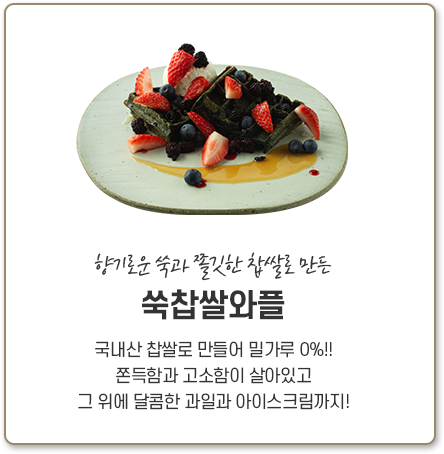 향기로운 쑥과 쫄깃한 찹쌀로 만든
쑥찹쌀와플
국내산 찹쌀로 만들어 밀가루 0%!!
쫀득함과 고소함이 살아있고
그 위에 달콤한 과일과 아이스크림까지!